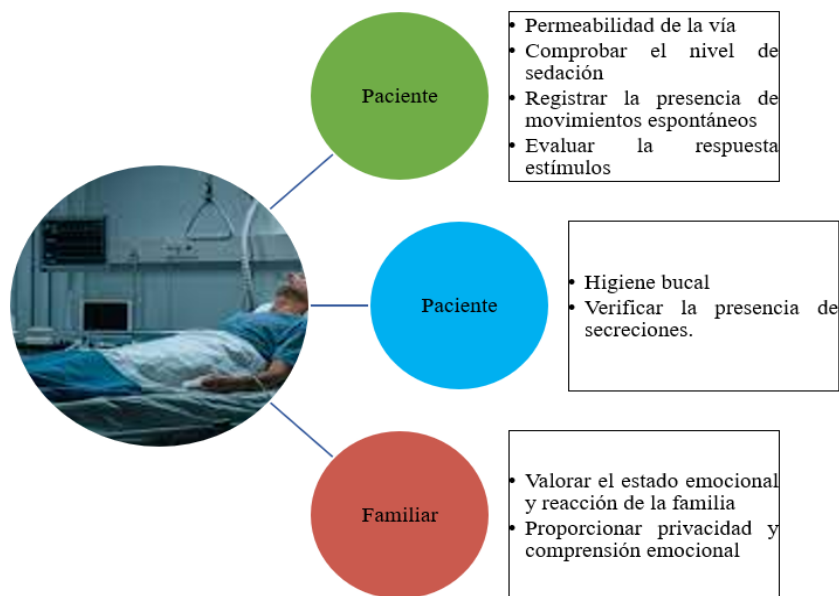 Paciente
• Permeabilidad de la vía
• Comprobar el nivel de
sedación
• Registrar la presencia de
movimientos espontáneos
• Evaluar la respuesta
estímulos
Paciente
• Higiene bucal
• Verificar la presencia de
secreciones.
Familiar
• Valorar el estado emocional
y reacción de la familia
• Proporcionar privacidad y
comprensión emocional